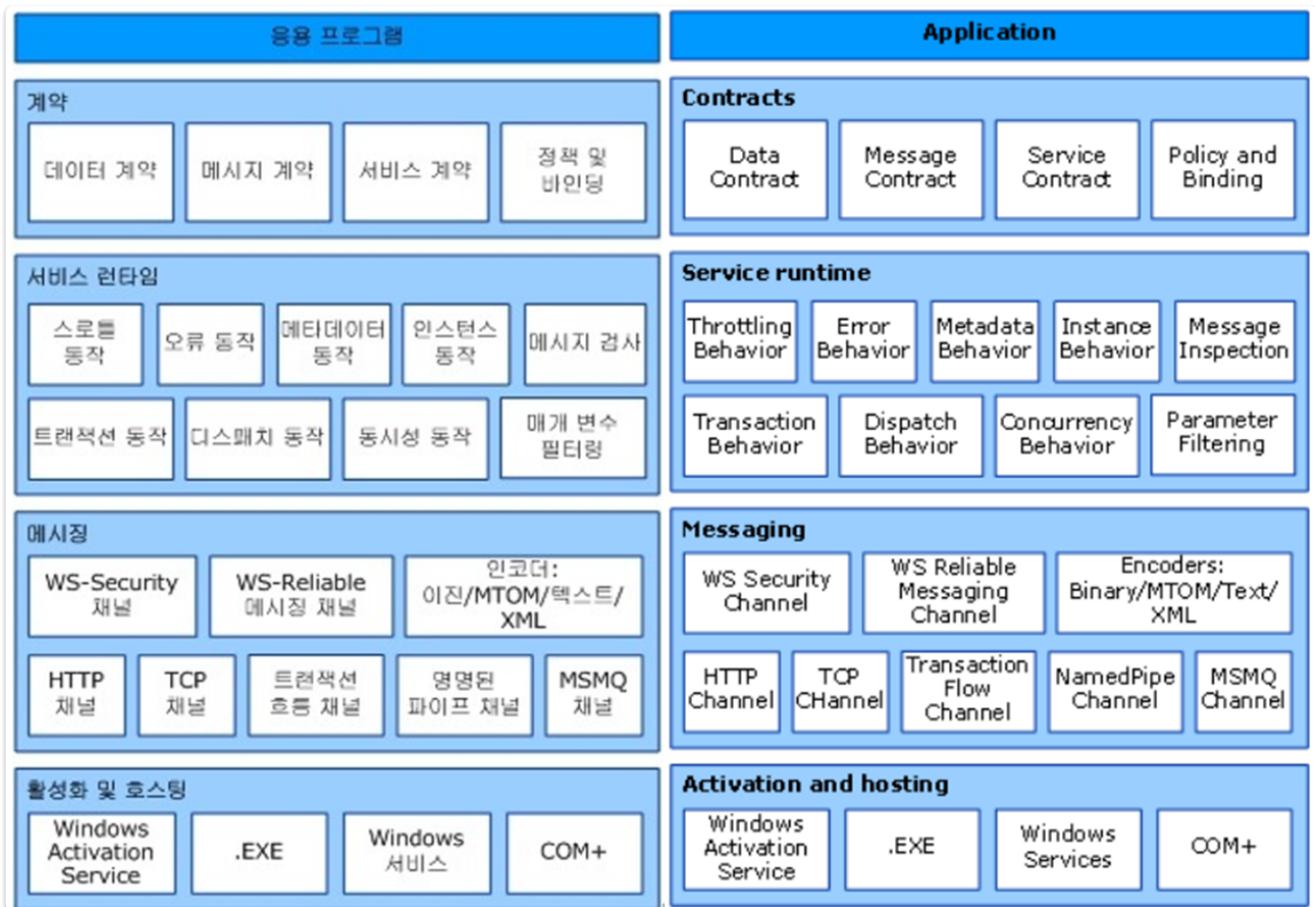 응용 프로그램
계약
데이터 계약
메시지 계약
서비스 계약
정책 및
바인딩
서비스 런타임
스로틀
동작
오류 동작
메타데이터
동작
인스턴스
동작
메시지 검사
트랜잭션 동작
디스패치 동작
동시성 동작
매개 변수
필터링
메시징
WS-Security
채널
WS-Reliable
메시징 채널
인코더:
이진/MTOM/텍스트/
XML
HTTP
채널
TCP
채널
트랜잭션
흐름 채널
명명된
파이프 채널
MSMQ
채널
활성화 및 호스팅
Windows
Activation
Service
.EXE
Windows
서비스
COM+
Application
Contracts
Data
Contract
Message
Contract
Service
Contract
Policy and
Binding
Service runtime
Throttling
Behavior
Error
Behavior
Metadata
Behavior
Instance
Behavior
Message
Inspection
Transaction
Behavior
Dispatch
Behavior
Concurrency
Behavior
Parameter
Filtering
Messaging
WS Security
Channel
WS Reliable
Messaging
Channel
Encoders:
Binary/MTOM/Text/
XML
HTTP
Channel
TCP
CHannel
Transaction
Flow
Channel
NamedPipe
Channel
MSMQ
Channel
Activation and hosting
Windows
Activation
Service
.EXE
Windows
Services
COM+